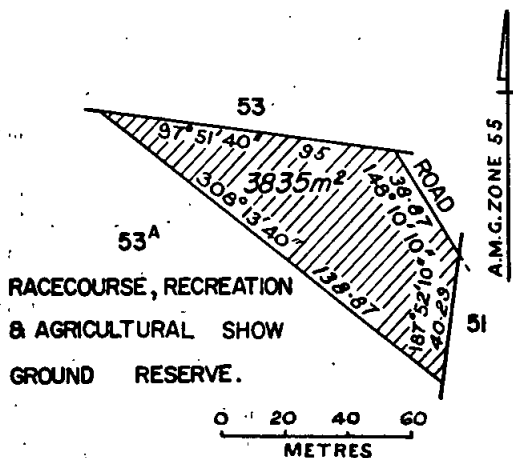 53
97° 51' 40"
95
3835m²
ROAD
38·87
148° 10' 10"
308° 13' 40"
138·87
187° 52' 10"
40·29
51
A.M.G. ZONE 55
53A
RACECOURSE, RECREATION
& AGRICULTURAL SHOW
GROUND RESERVE.
0 20 40 60
METRES